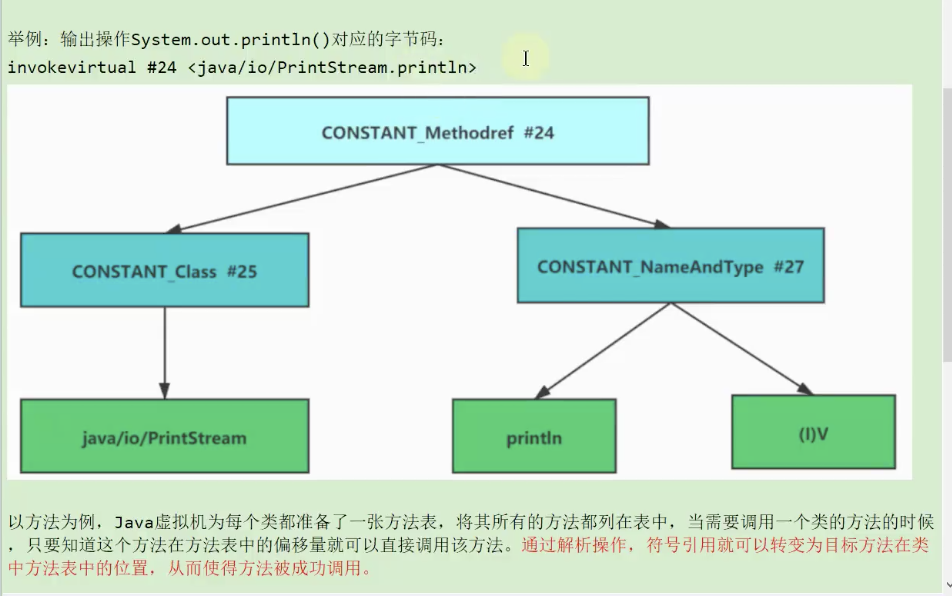 举例：输出操作System.out.println()对应的字节码：
invokevirtual #24 <java/io/PrintStream.println>
CONSTANT_Methodref #24
CONSTANT_Class #25
CONSTANT_NameAndType #27
java/io/PrintStream
println
(I)V
以方法为例，Java虚拟机为每个类都准备了一张方法表，将其所有的方法都列在表中，当需要调用一个类的方法的时候
，只要知道这个方法在方法表中的偏移量就可以直接调用该方法。通过解析操作，符号引用就可以转变为目标方法在类
中方法表中的位置，从而使得方法被成功调用。